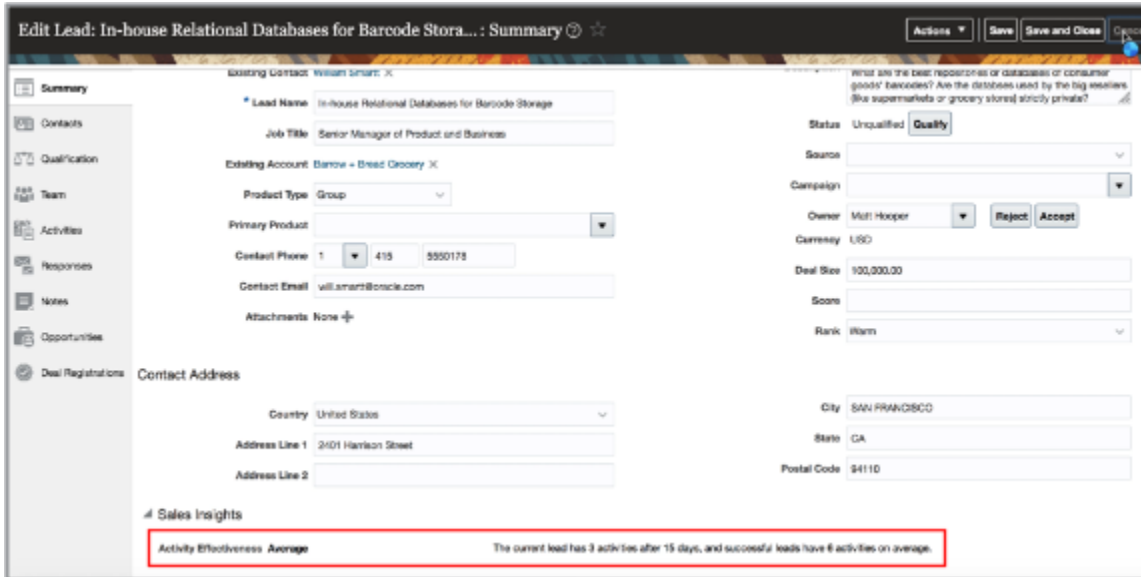 Edit Lead: In-house Relational Databases for Barcode Stora... : Summary
Actions Save Save and Close
Summary
Contacts
Qualification
Team
Activities
Responses
Notes
Opportunities
Deal Registrations
Existing Contact William Smart
* Lead Name In-house Relational Databases for Barcode Storage
Job Title Senior Manager of Product and Business
Existing Account Barrow + Bread Grocery
Product Type Group
Primary Product
Contact Phone 1 415 5550178
Contact Email will.smart@oracle.com
Attachments None
What are the best repositories or databases of consumer
goods' barcodes? Are the databses used by the big resellers
(like supermarkets or grocery stores) strictly private?
Status Unqualified Qualify
Source
Campaign
Owner Matt Hooper Reject Accept
Currency USD
Deal Size 100,000.00
Score
Rank Warm
Contact Address
Country United States
Address Line 1 2401 Harrison Street
Address Line 2
City SAN FRANCISCO
State CA
Postal Code 94110
Sales Insights
Activity Effectiveness Average The current lead has 3 activities after 15 days, and successful leads have 6 activities on average.